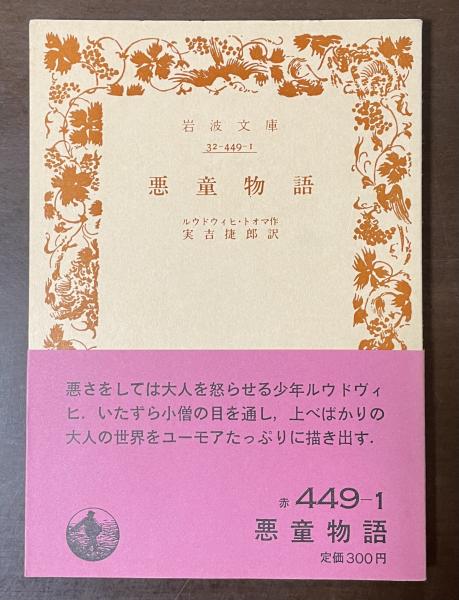 岩波文庫
32-449-1
悪童物語
ルウドウィヒ・トオマ作
実吉捷郎訳
悪さをしては大人を怒らせる少年ルウドヴィ
ヒ．いたずら小僧の目を通し，上べばかりの
大人の世界をユーモアたっぷりに描き出す．
赤 449-1
悪童物語
定価300円